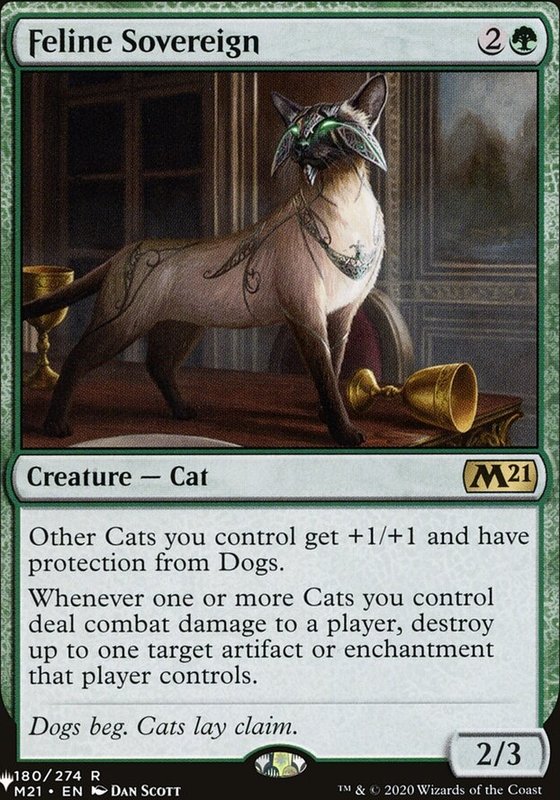 Feline Sovereign 2
Creature — Cat M21
Other Cats you control get +1/+1 and have
protection from Dogs.
Whenever one or more Cats you control
deal combat damage to a player, destroy
up to one target artifact or enchantment
that player controls.
Dogs beg. Cats lay claim.
2/3
180/274 R
M21 • EN Dan Scott ™ & © 2020 Wizards of the Coast